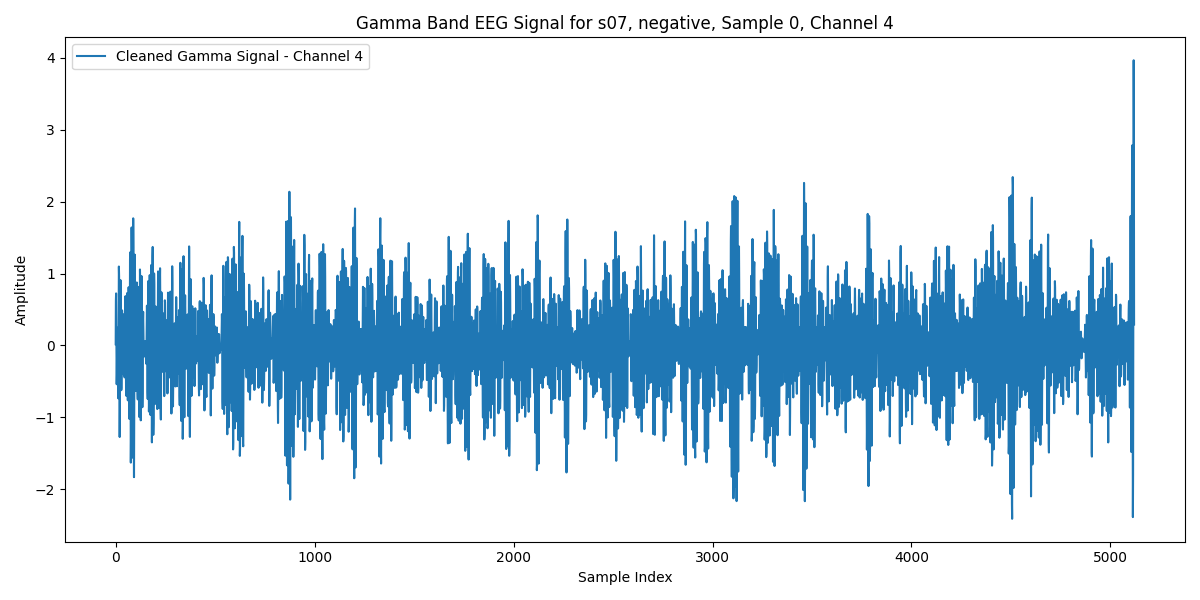 Gamma Band EEG Signal for s07, negative, Sample 0, Channel 4
Cleaned Gamma Signal - Channel 4
Amplitude
4
3
2
1
0
−1
−2
0 1000 2000 3000 4000 5000
Sample Index